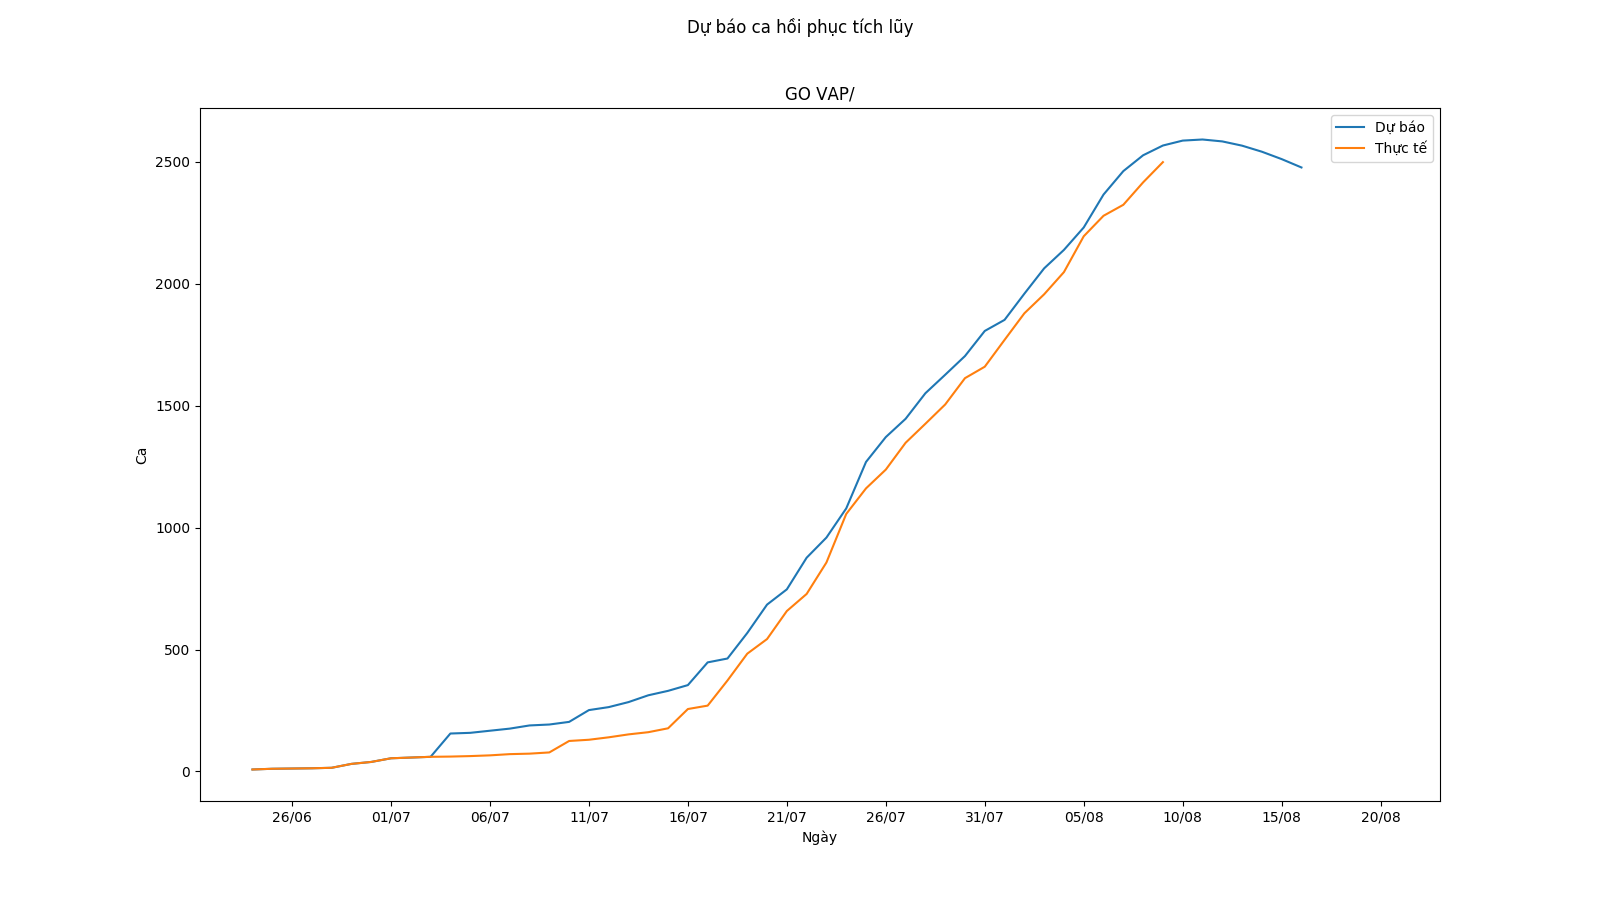 Dự báo ca hồi phục tích lũy
GO VAP/
Dự báo
Thực tế
2500
2000
1500
1000
500
0
Ca
26/06 01/07 06/07 11/07 16/07 21/07 26/07 31/07 05/08 10/08 15/08 20/08
Ngày